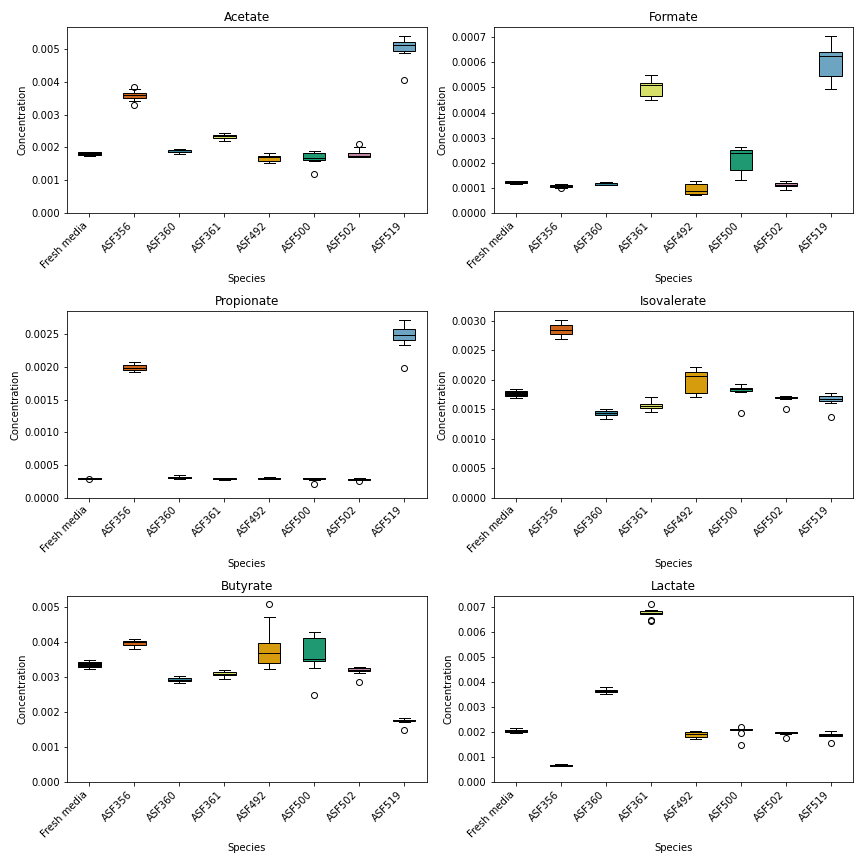 Acetate
Concentration
0.005
0.004
0.003
0.002
0.001
0.000
Fresh media
ASF356
ASF360
ASF361
ASF492
ASF500
ASF502
ASF519
Species
Formate
Concentration
0.0007
0.0006
0.0005
0.0004
0.0003
0.0002
0.0001
0.0000
Fresh media
ASF356
ASF360
ASF361
ASF492
ASF500
ASF502
ASF519
Species
Propionate
Concentration
0.0025
0.0020
0.0015
0.0010
0.0005
0.0000
Fresh media
ASF356
ASF360
ASF361
ASF492
ASF500
ASF502
ASF519
Species
Isovalerate
Concentration
0.0030
0.0025
0.0020
0.0015
0.0010
0.0005
0.0000
Fresh media
ASF356
ASF360
ASF361
ASF492
ASF500
ASF502
ASF519
Species
Butyrate
Concentration
0.005
0.004
0.003
0.002
0.001
0.000
Fresh media
ASF356
ASF360
ASF361
ASF492
ASF500
ASF502
ASF519
Species
Lactate
Concentration
0.007
0.006
0.005
0.004
0.003
0.002
0.001
0.000
Fresh media
ASF356
ASF360
ASF361
ASF492
ASF500
ASF502
ASF519
Species